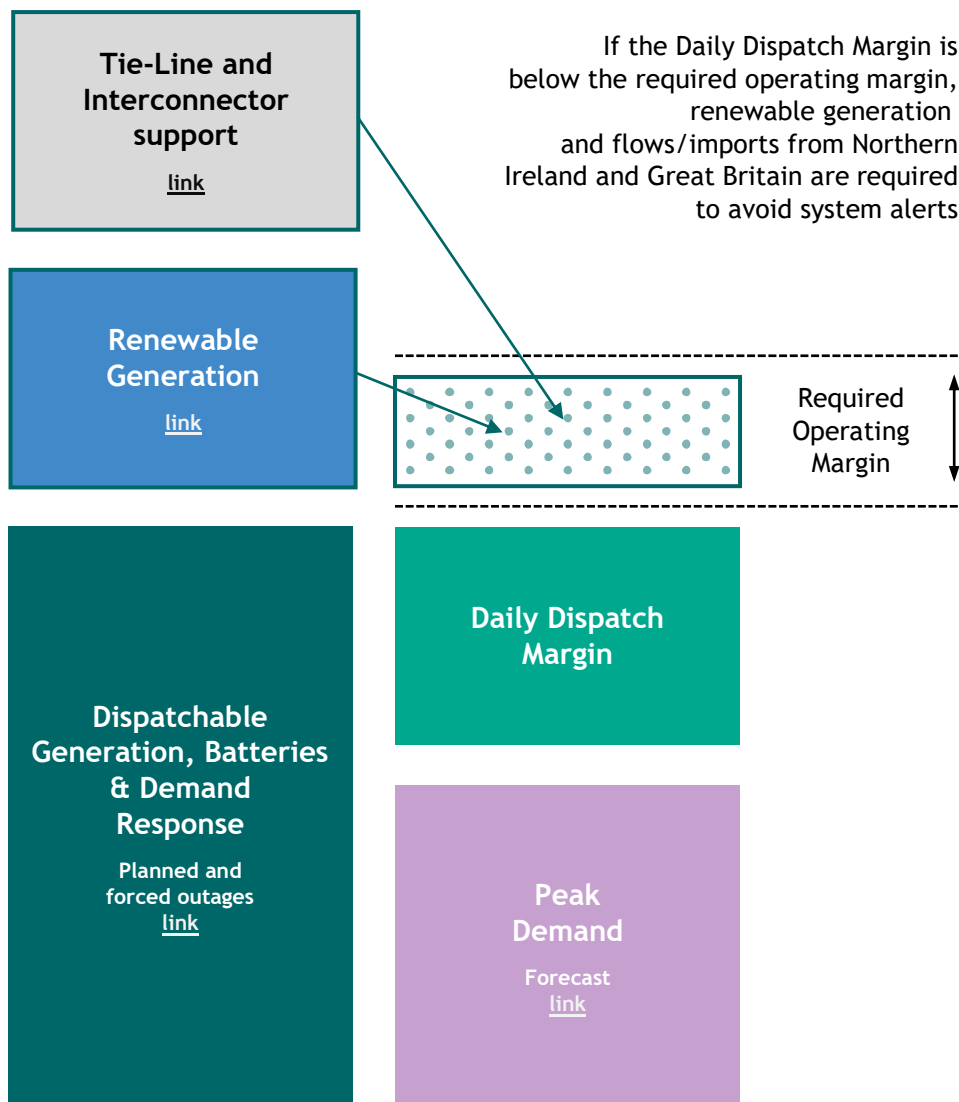 Tie-Line and
Interconnector
support
link
If the Daily Dispatch Margin is
below the required operating margin,
renewable generation
and flows/imports from Northern
Ireland and Great Britain are required
to avoid system alerts
Renewable
Generation
link
Required
Operating
Margin
Dispatchable
Generation, Batteries
& Demand
Response
Planned and
forced outages
link
Daily Dispatch
Margin
Peak
Demand
Forecast
link